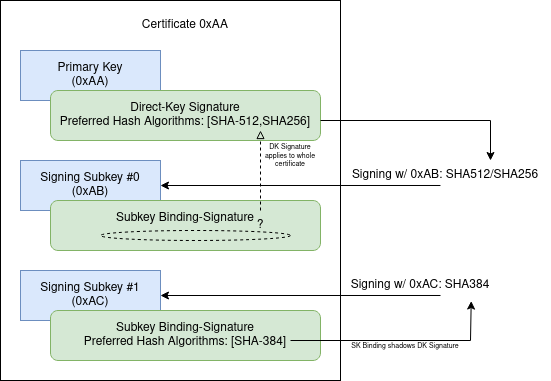 Certificate 0xAA
Primary Key
(0xAA)
Direct-Key Signature
Preferred Hash Algorithms: [SHA-512,SHA256]
DK Signature
applies to whole
certificate
Signing Subkey #0
(0xAB)
Signing w/ 0xAB: SHA512/SHA256
Subkey Binding-Signature
?
Signing Subkey #1
(0xAC)
Signing w/ 0xAC: SHA384
Subkey Binding-Signature
Preferred Hash Algorithms: [SHA-384]
SK Binding shadows DK Signature